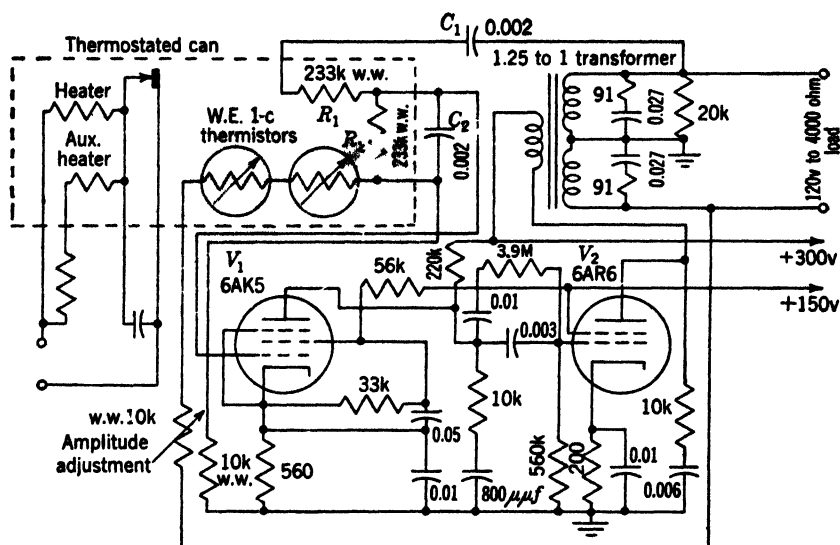 C₁ 0.002
Thermostated can
1.25 to 1 transformer
Heater
233k w.w.
R₁
W.E. 1-c
thermistors
C₂
0.002
233k w.w.
Aux.
heater
91
0.027
20k
91
0.027
120v to 4000 ohm
load
V₁
6AK5
56k
220k
3.9M
V₂
6AR6
+300v
+150v
0.01
0.003
33k
10k
10k
w.w.10k
Amplitude
adjustment
0.05
10k
w.w.
560
0.01
800μμf
560k
200
0.01
0.006